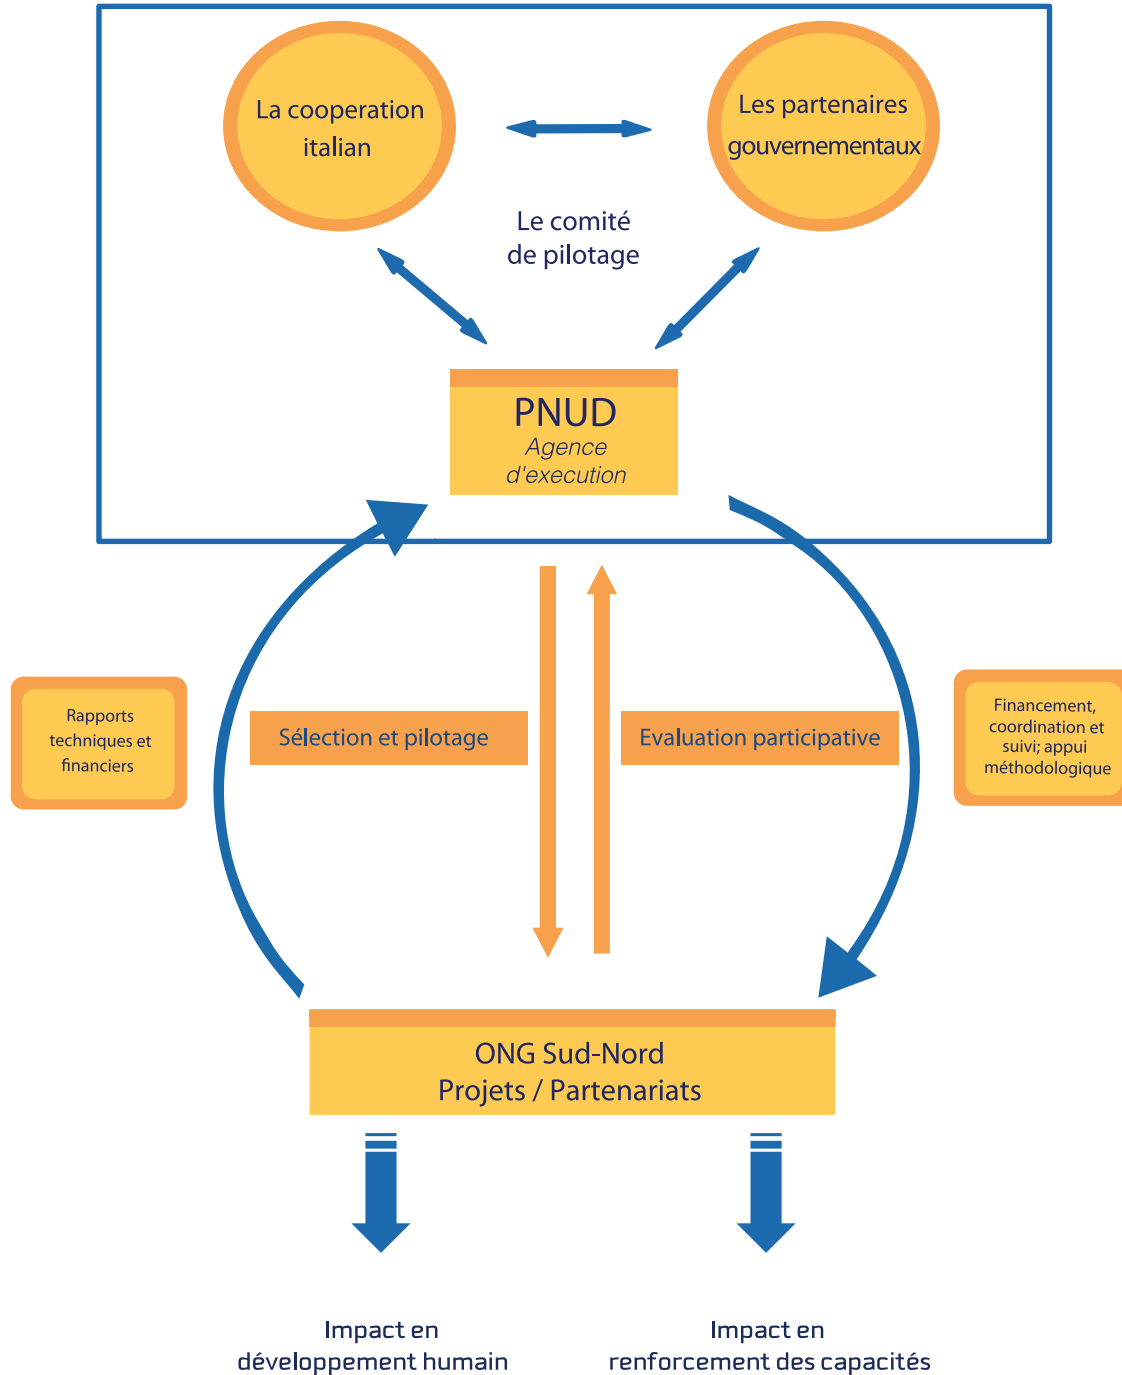 La cooperation
italian
Les partenaires
gouvernementaux
Le comité
de pilotage
PNUD
Agence
d'execution
Rapports
techniques et
financiers
Sélection et pilotage
Evaluation participative
Financement,
coordination et
suivi; appui
méthodologique
ONG Sud-Nord
Projets / Partenariats
Impact en
développement humain
Impact en
renforcement des capacités